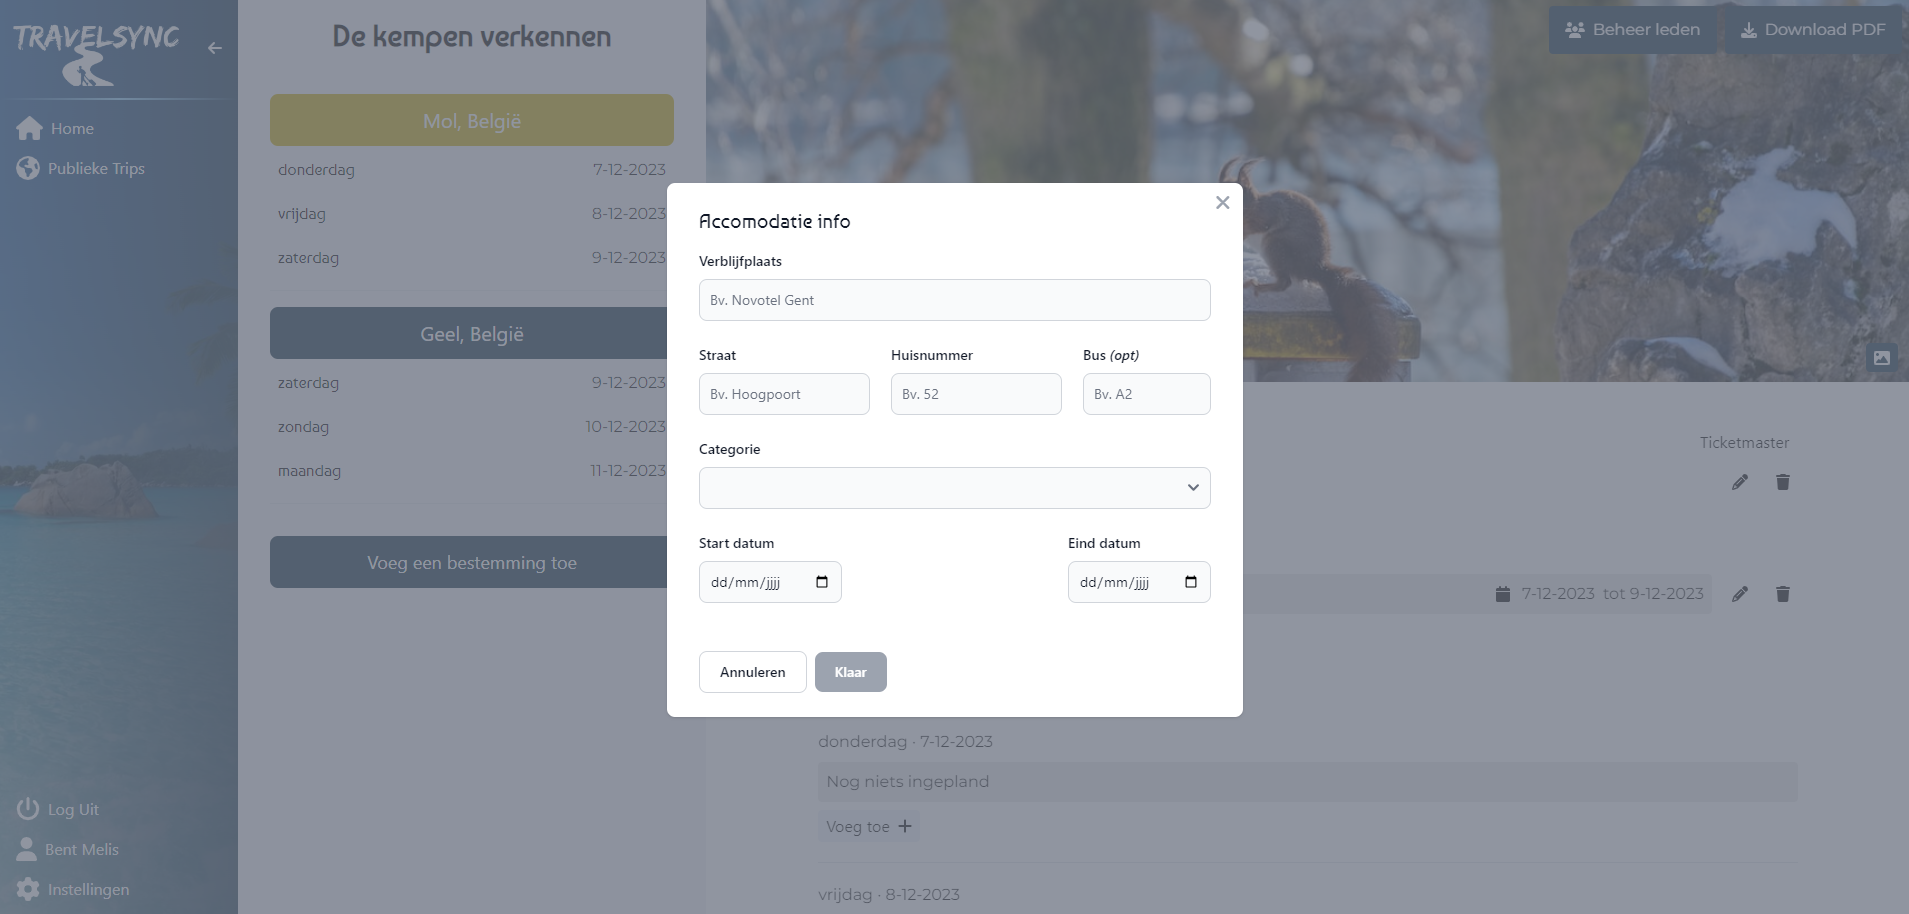 TRAVELSYNC
Home
Publieke Trips
Log Uit
Bent Melis
Instellingen
De kempen verkennen
Mol, België
donderdag 7-12-2023
vrijdag 8-12-2023
zaterdag 9-12-2023
Geel, België
zaterdag 9-12-2023
zondag 10-12-2023
maandag 11-12-2023
Voeg een bestemming toe
Beheer leden
Download PDF
Accomodatie info
Verblijfplaats
Bv. Novotel Gent
Straat Huisnummer Bus (opt)
Bv. Hoogpoort Bv. 52 Bv. A2
Categorie
Start datum Eind datum
dd/mm/jjjj dd/mm/jjjj
Annuleren Klaar
Ticketmaster
7-12-2023 tot 9-12-2023
donderdag · 7-12-2023
Nog niets ingepland
Voeg toe
vrijdag · 8-12-2023